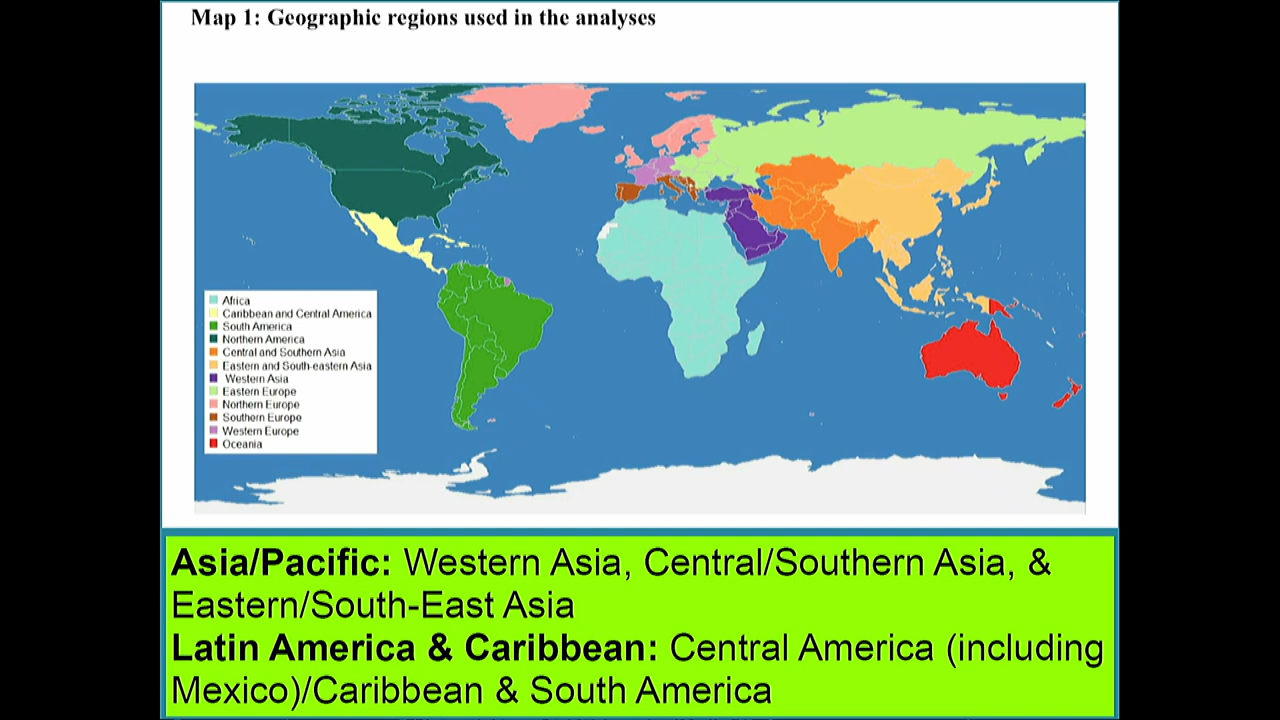 Map 1: Geographic regions used in the analyses
Africa
Caribbean and Central America
South America
Northern America
Central and Southern Asia
Eastern and South-eastern Asia
Western Asia
Eastern Europe
Northern Europe
Southern Europe
Western Europe
Oceania
Asia/Pacific: Western Asia, Central/Southern Asia, &
Eastern/South-East Asia
Latin America & Caribbean: Central America (including
Mexico)/Caribbean & South America